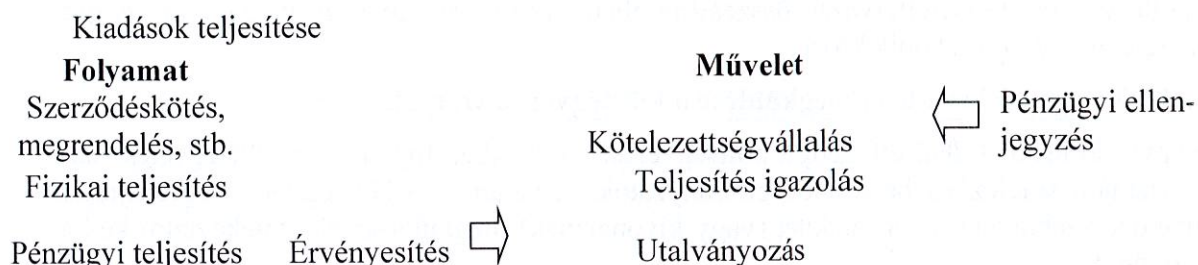 Kiadások teljesítése
Folyamat
Művelet
Szerződéskötés,
megrendelés, stb.
Kötelezettségvállalás
Pénzügyi ellen-
jegyzés
Fizikai teljesítés
Teljesítés igazolás
Pénzügyi teljesítés
Érvényesítés
Utalványozás